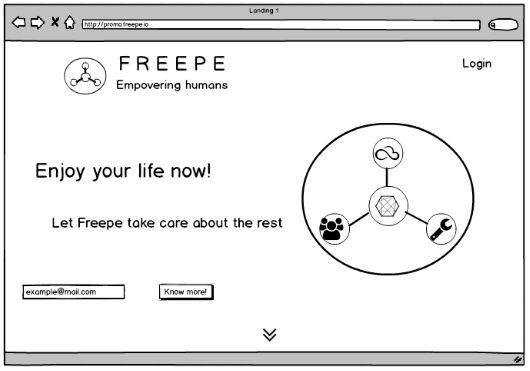 Landing 1
http://promo.freepe.io
FREEPE
Empowering humans
Login
Enjoy your life now!
Let Freepe take care about the rest
example@mail.com
Know more!